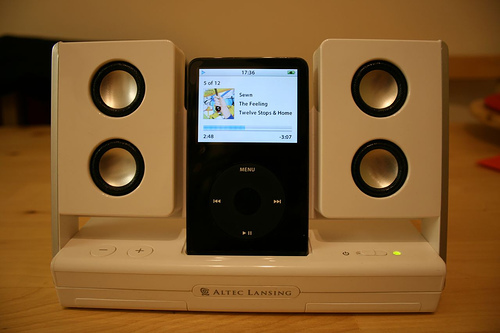 17:36
5 of 12
Sewn
The Feeling
Twelve Stops & Home
2:48 -3:07
MENU
ALTEC LANSING